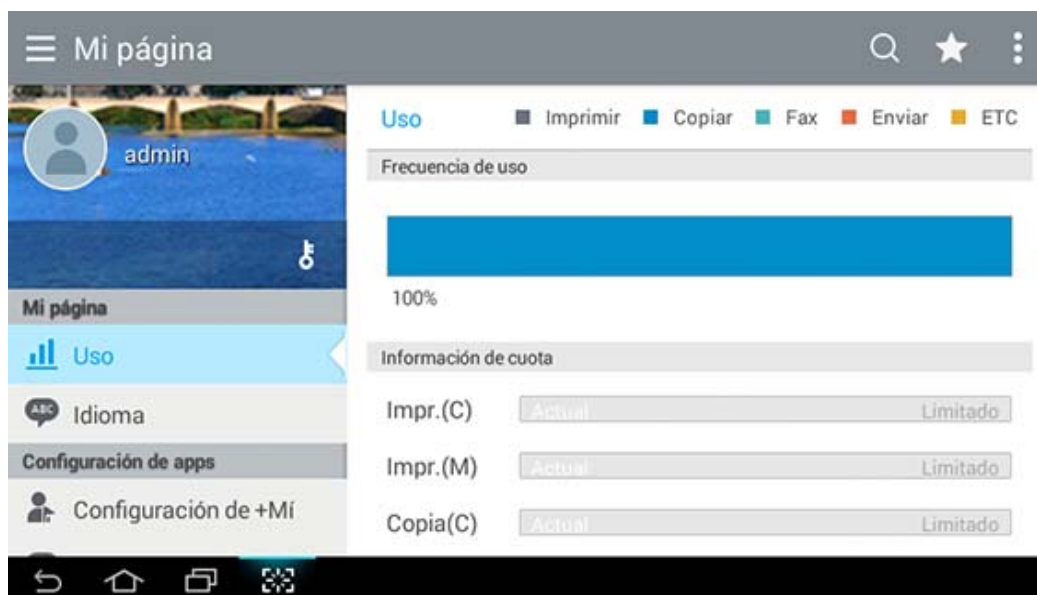 Mi página
admin
Mi página
Uso
ABC
Idioma
Configuración de apps
Configuración de +Mí
Uso
Imprimir Copiar Fax Enviar ETC
Frecuencia de uso
100%
Información de cuota
Impr.(C) Actual Limitado
Impr.(M) Actual Limitado
Copia(C) Actual Limitado